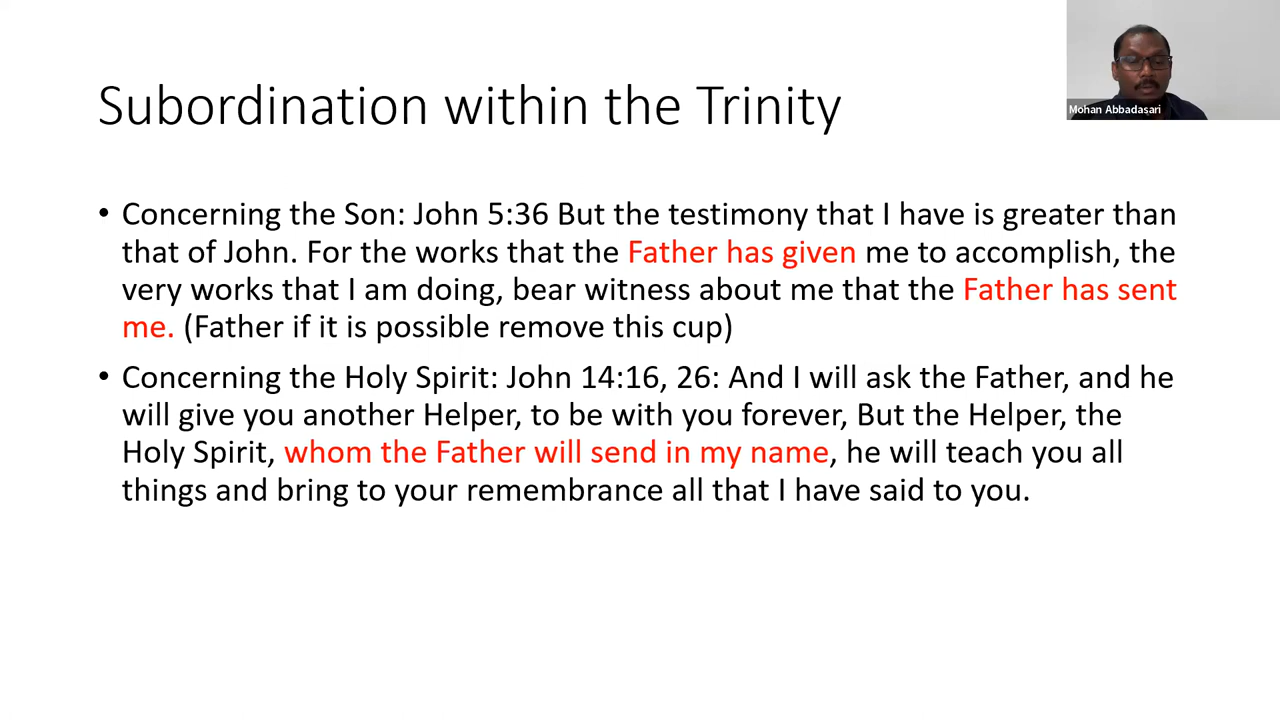 Mohan Abbadasari
Subordination within the Trinity
• Concerning the Son: John 5:36 But the testimony that I have is greater than
that of John. For the works that the Father has given me to accomplish, the
very works that I am doing, bear witness about me that the Father has sent
me. (Father if it is possible remove this cup)
• Concerning the Holy Spirit: John 14:16, 26: And I will ask the Father, and he
will give you another Helper, to be with you forever, But the Helper, the
Holy Spirit, whom the Father will send in my name, he will teach you all
things and bring to your remembrance all that I have said to you.